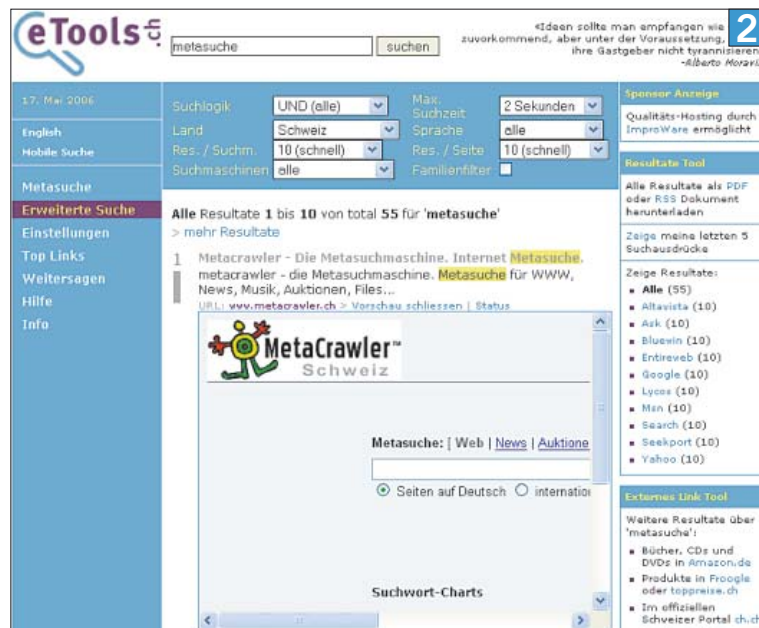 eTools.ch
metasuche
suchen
«Ideen sollte man empfangen wie
zuvorkommend, aber unter der Voraussetzung,
ihre Gastgeber nicht tyrannisieren
-Alberto Moravia
2
17. Mai 2006
English
Mobile Suche
Metasuche
Erweiterte Suche
Einstellungen
Top Links
Weitersagen
Hilfe
Info
Suchlogik UND (alle) Max. Suchzeit 2 Sekunden
Land Schweiz Sprache alle
Res. / Suchm. 10 (schnell) Res. / Seite 10 (schnell)
Suchmaschinen alle Familienfilter
Alle Resultate 1 bis 10 von total 55 für 'metasuche'
> mehr Resultate
1 Metacrawler - Die Metasuchmaschine. Internet Metasuche.
metacrawler - die Metasuchmaschine. Metasuche für WWW,
News, Musik, Auktionen, Files...
URL: www.metacrawler.ch > Vorschau schliessen | Status
MetaCrawler™
Schweiz
Metasuche: [ Web | News | Auktione
Seiten auf Deutsch internation
Suchwort-Charts
Sponsor Anzeige
Qualitäts-Hosting durch
ImproWare ermöglicht
Resultate Tool
Alle Resultate als PDF
oder RSS Dokument
herunterladen
Zeige meine letzten 5
Suchausdrücke
Zeige Resultate:
Alle (55)
Altavista (10)
Ask (10)
Bluewin (10)
Entireweb (10)
Google (10)
Lycos (10)
Msn (10)
Search (10)
Seekport (10)
Yahoo (10)
Externes Link Tool
Weitere Resultate über
'metasuche':
Bücher, CDs und
DVDs in Amazon.de
Produkte in Froogle
oder toppreise.ch
Im offiziellen
Schweizer Portal ch.ch